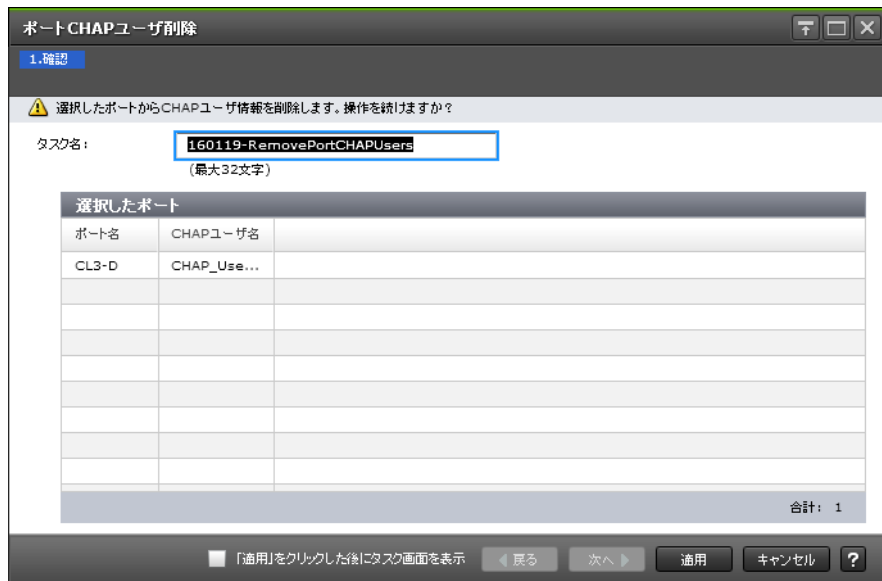 ポートCHAPユーザ削除
1.確認
選択したポートからCHAPユーザ情報を削除します。操作を続けますか?
タスク名: 160119-RemovePortCHAPUsers
(最大32文字)
選択したポート
ポート名 CHAPユーザ名
CL3-D CHAP_Use...
合計: 1
「適用」をクリックした後にタスク画面を表示 戻る 次へ 適用 キャンセル ?